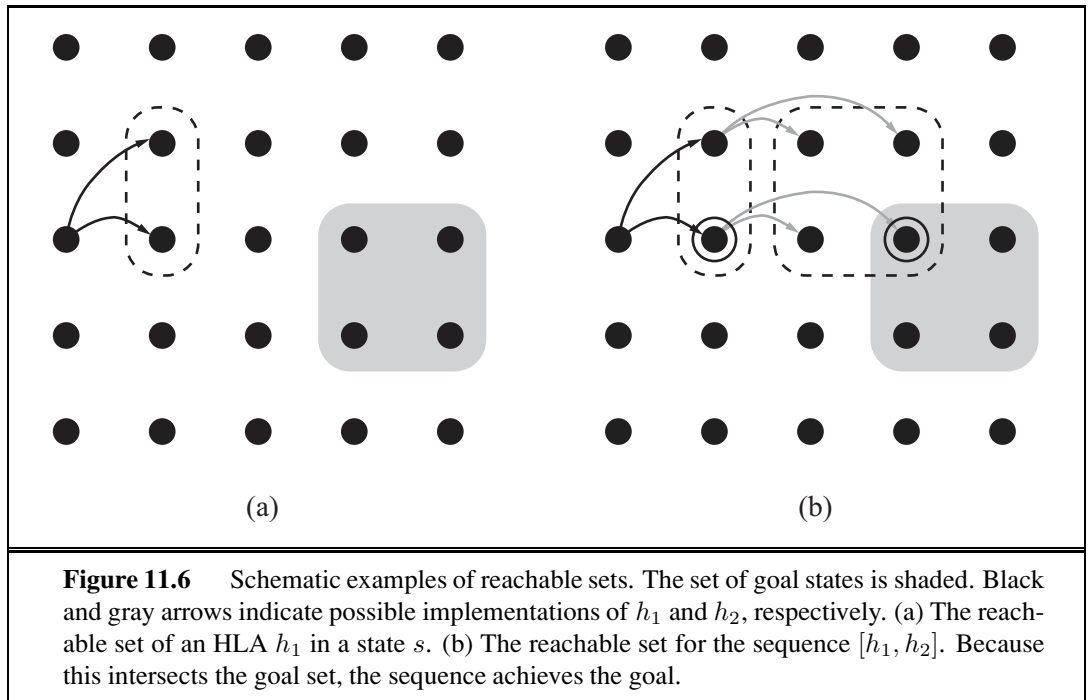 (a)
(b)
Figure 11.6 Schematic examples of reachable sets. The set of goal states is shaded. Black
and gray arrows indicate possible implementations of h₁ and h₂, respectively. (a) The reach-
able set of an HLA h₁ in a state s. (b) The reachable set for the sequence [h₁, h₂]. Because
this intersects the goal set, the sequence achieves the goal.